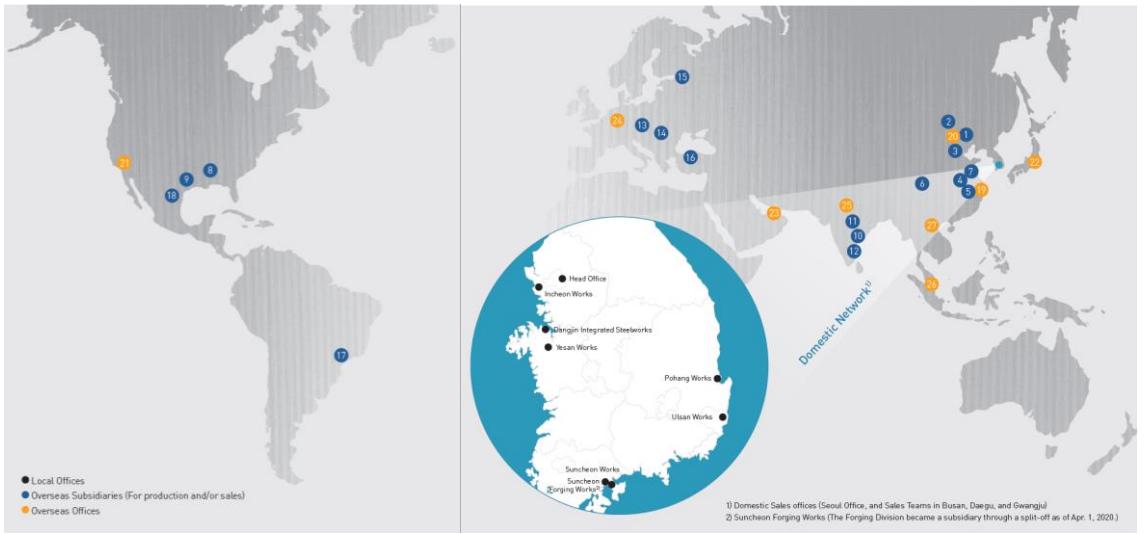 15
24
13
14
16
2
20
1
3
22
7
4
6
5
19
21
8
9
18
25
23
11
27
10
12
26
17
Head Office
Incheon Works
Dangjin Integrated Steelworks
Yesan Works
Pohang Works
Ulsan Works
Suncheon Works
Suncheon
Forging Works²⁾
Domestic Network¹⁾
Local Offices
Overseas Subsidiaries (For production and/or sales)
Overseas Offices
1) Domestic Sales offices (Seoul Office, and Sales Teams in Busan, Daegu, and Gwangju)
2) Suncheon Forging Works (The Forging Division became a subsidiary through a split-off as of Apr. 1, 2020.)